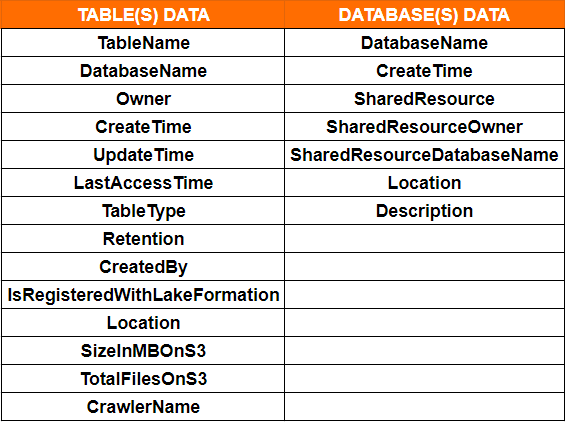 TABLE(S) DATA DATABASE(S) DATA
TableName DatabaseName
DatabaseName CreateTime
Owner SharedResource
CreateTime SharedResourceOwner
UpdateTime SharedResourceDatabaseName
LastAccessTime Location
TableType Description
Retention
CreatedBy
IsRegisteredWithLakeFormation
Location
SizeInMBOnS3
TotalFilesOnS3
CrawlerName